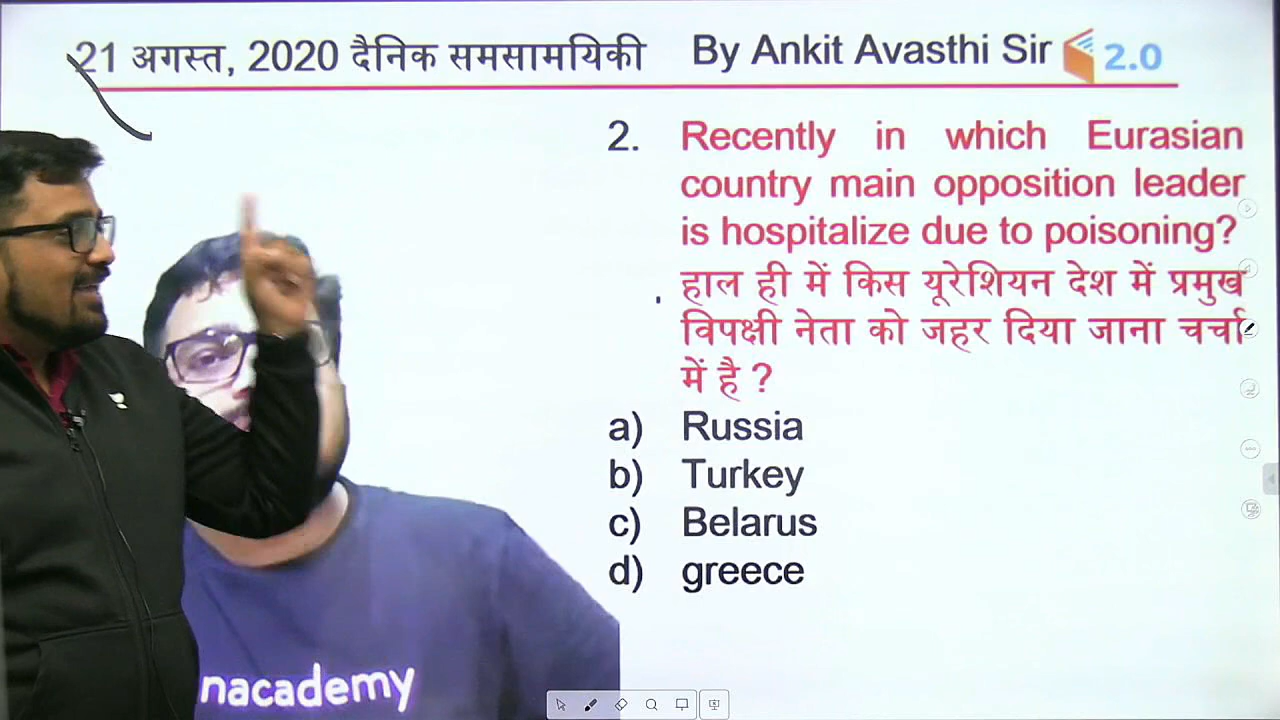 21 अगस्त, 2020 दैनिक समसामयिकी By Ankit Avasthi Sir 2.0
2. Recently in which Eurasian
country main opposition leader
is hospitalize due to poisoning?
हाल ही में किस यूरेशियन देश में प्रमुख
विपक्षी नेता को जहर दिया जाना चर्चा
में है ?
a) Russia
b) Turkey
c) Belarus
d) greece
nacademy